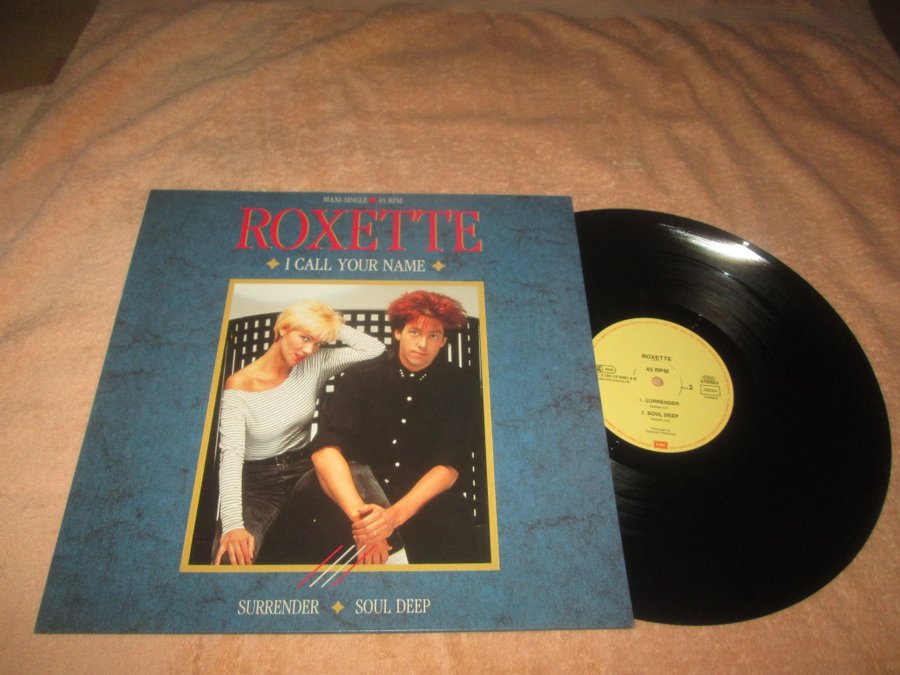 MAXI-SINGLE 45 RPM
ROXETTE
I CALL YOUR NAME
SURRENDER SOUL DEEP
ROXETTE
45 RPM
2
STEREO
1. SURRENDER
2. SOUL DEEP
EMI